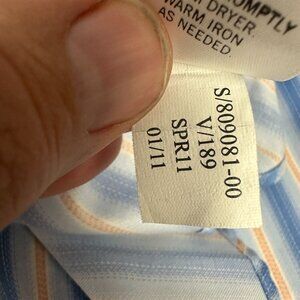 PROMPTLY
DRYER.
WARM IRON
AS NEEDED.
S/809081-00
V/189
SPR11
01/11